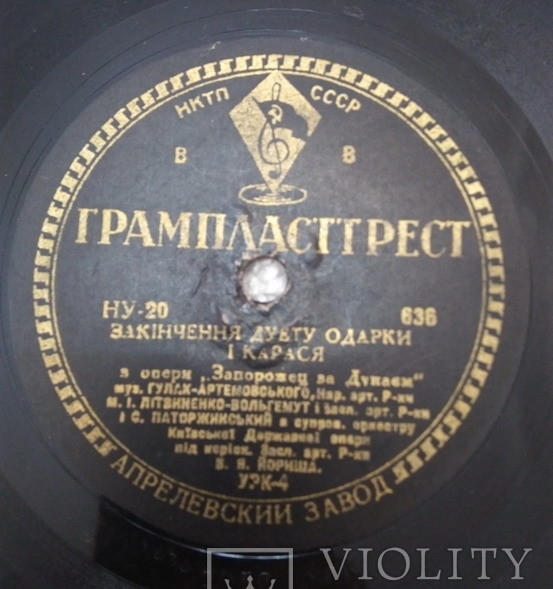 НКТП СССР
В В
ГРАМПЛАСТТРЕСТ
НУ-20 636
ЗАКІНЧЕННЯ ДУЕТУ ОДАРКИ
І КАРАСЯ
з опери „Запорожец за Дунаєм"
муз. ГУЛАК-АРТЕМОВСЬКОГО, Нар. арт. Р-ки
М. І. ЛІТВИНЕНКО-ВОЛЬГЕМУТ і Засл. арт. Р-ки
І С. ПАТОРЖИНСЬКИЙ в супров. оркестру
Київської Державної опери
під керівн. Засл. арт. Р-ки
В. Я. ЙОРИША.
УРК-4
АПРЕЛЕВСКИЙ ЗАВОД
VIOLITY